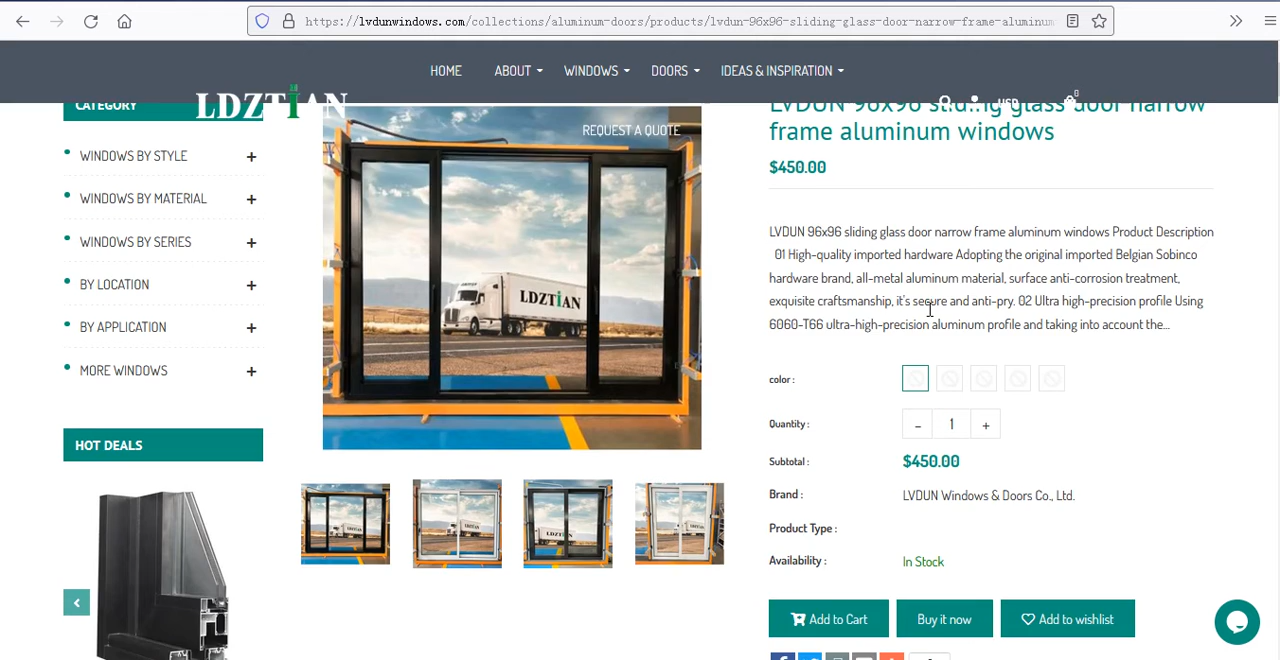 https://lvdunwindows.com/collections/aluminum-doors/products/lvdun-96x96-sliding-glass-door-narrow-frame-aluminum
HOME ABOUT WINDOWS DOORS IDEAS & INSPIRATION
LDZTIAN
USD
0
REQUEST A QUOTE
CATEGORY
WINDOWS BY STYLE +
WINDOWS BY MATERIAL +
WINDOWS BY SERIES +
BY LOCATION +
BY APPLICATION +
MORE WINDOWS +
HOT DEALS
LDZTIAN
LVDUN 96x96 sliding glass door narrow
frame aluminum windows
$450.00
LVDUN 96x96 sliding glass door narrow frame aluminum windows Product Description
01 High-quality imported hardware Adopting the original imported Belgian Sobinco
hardware brand, all-metal aluminum material, surface anti-corrosion treatment,
exquisite craftsmanship, it's secure and anti-pry. 02 Ultra high-precision profile Using
6060-T66 ultra-high-precision aluminum profile and taking into account the...
color :
Quantity : - 1 +
Subtotal : $450.00
Brand : LVDUN Windows & Doors Co., Ltd.
Product Type :
Availability : In Stock
Add to Cart Buy it now Add to wishlist